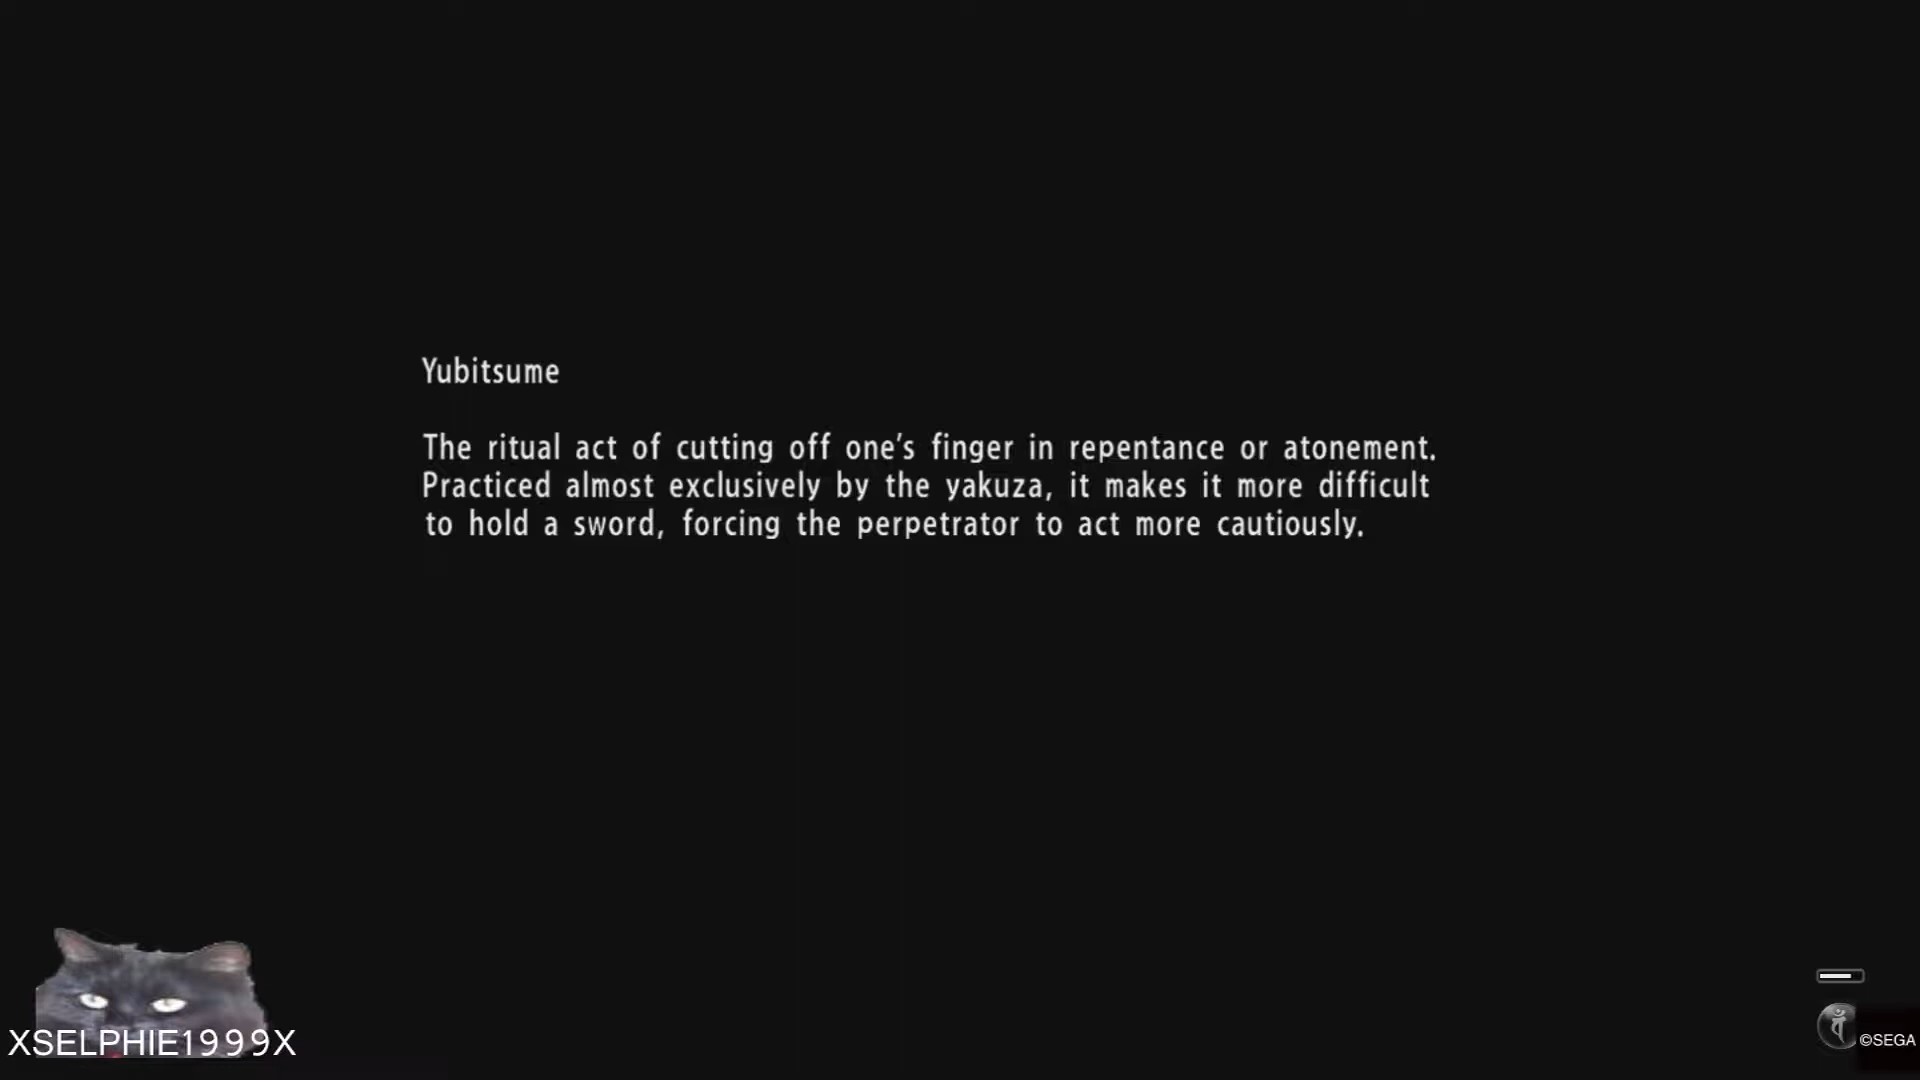 Yubitsume
The ritual act of cutting off one's finger in repentance or atonement.
Practiced almost exclusively by the yakuza, it makes it more difficult
to hold a sword, forcing the perpetrator to act more cautiously.
XSELPHIE1999X
©SEGA